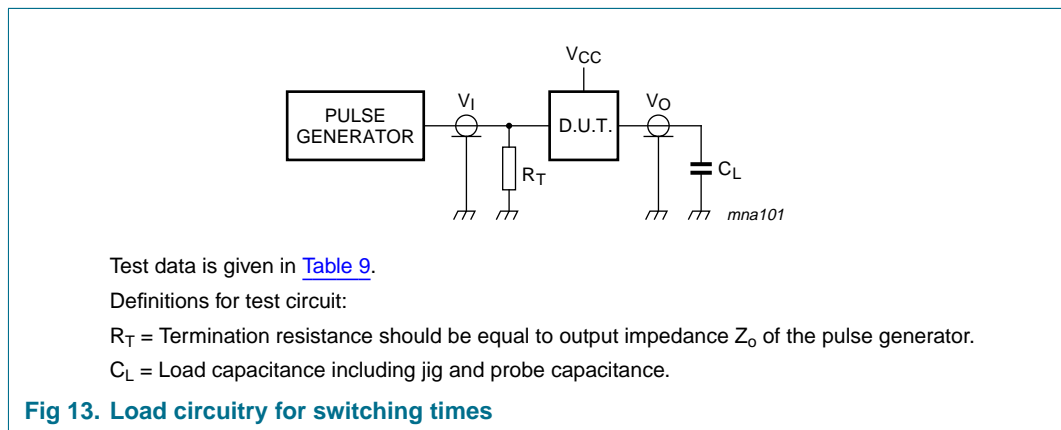 VCC
PULSE
GENERATOR
VI
D.U.T.
VO
RT
CL
mna101
Test data is given in Table 9.
Definitions for test circuit:
RT = Termination resistance should be equal to output impedance Zo of the pulse generator.
CL = Load capacitance including jig and probe capacitance.
Fig 13. Load circuitry for switching times